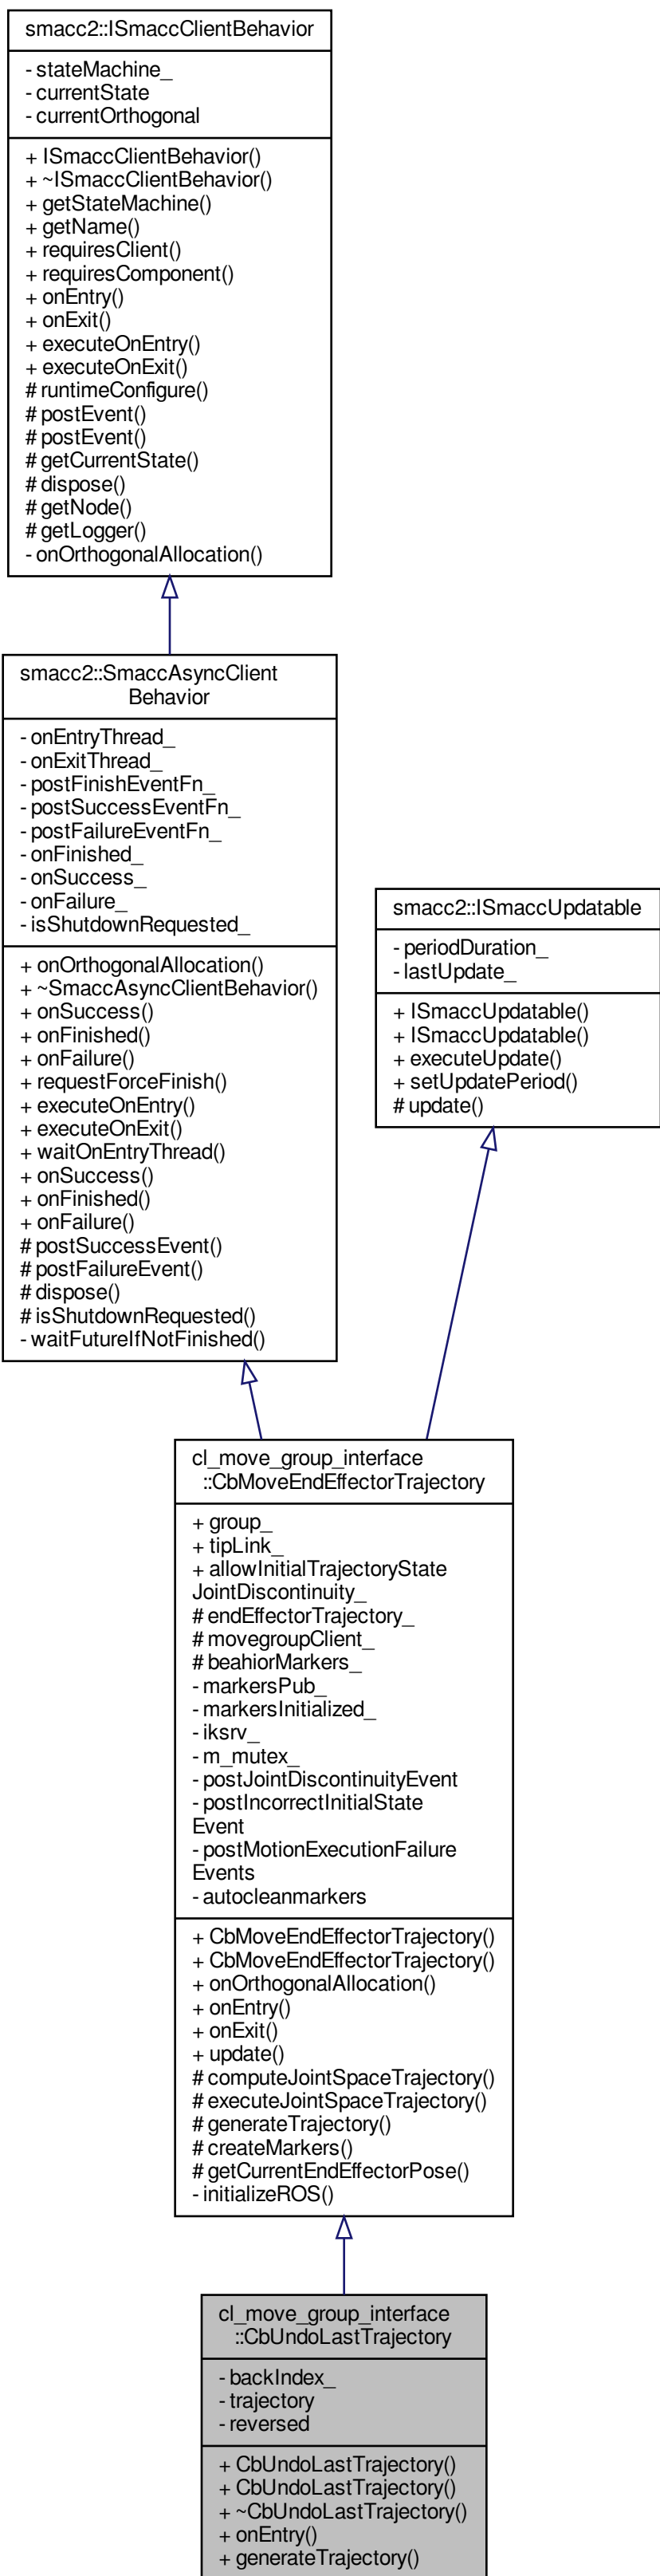 smacc2::ISmaccClientBehavior
- stateMachine_
- currentState
- currentOrthogonal
+ ISmaccClientBehavior()
+ ~ISmaccClientBehavior()
+ getStateMachine()
+ getName()
+ requiresClient()
+ requiresComponent()
+ onEntry()
+ onExit()
+ executeOnEntry()
+ executeOnExit()
# runtimeConfigure()
# postEvent()
# postEvent()
# getCurrentState()
# dispose()
# getNode()
# getLogger()
- onOrthogonalAllocation()
smacc2::SmaccAsyncClient
Behavior
- onEntryThread_
- onExitThread_
- postFinishEventFn_
- postSuccessEventFn_
- postFailureEventFn_
- onFinished_
- onSuccess_
- onFailure_
- isShutdownRequested_
+ onOrthogonalAllocation()
+ ~SmaccAsyncClientBehavior()
+ onSuccess()
+ onFinished()
+ onFailure()
+ requestForceFinish()
+ executeOnEntry()
+ executeOnExit()
+ waitOnEntryThread()
+ onSuccess()
+ onFinished()
+ onFailure()
# postSuccessEvent()
# postFailureEvent()
# dispose()
# isShutdownRequested()
- waitFutureIfNotFinished()
smacc2::ISmaccUpdatable
- periodDuration_
- lastUpdate_
+ ISmaccUpdatable()
+ ISmaccUpdatable()
+ executeUpdate()
+ setUpdatePeriod()
# update()
cl_move_group_interface
::CbMoveEndEffectorTrajectory
+ group_
+ tipLink_
+ allowInitialTrajectoryState
JointDiscontinuity_
# endEffectorTrajectory_
# movegroupClient_
# beahiorMarkers_
- markersPub_
- markersInitialized_
- iksrv_
- m_mutex_
- postJointDiscontinuityEvent
- postIncorrectInitialState
Event
- postMotionExecutionFailure
Events
- autocleanmarkers
+ CbMoveEndEffectorTrajectory()
+ CbMoveEndEffectorTrajectory()
+ onOrthogonalAllocation()
+ onEntry()
+ onExit()
+ update()
# computeJointSpaceTrajectory()
# executeJointSpaceTrajectory()
# generateTrajectory()
# createMarkers()
# getCurrentEndEffectorPose()
- initializeROS()
cl_move_group_interface
::CbUndoLastTrajectory
- backIndex_
- trajectory
- reversed
+ CbUndoLastTrajectory()
+ CbUndoLastTrajectory()
+ ~CbUndoLastTrajectory()
+ onEntry()
+ generateTrajectory()